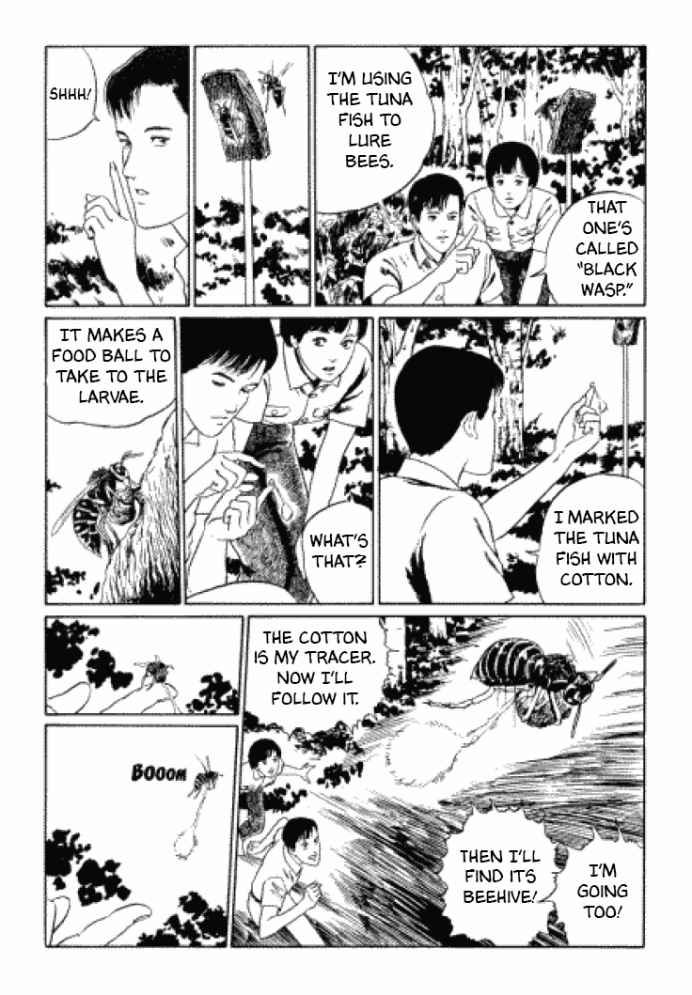 SHHH!
I'M USING
THE TUNA
FISH TO
LURE
BEES.
THAT
ONE'S
CALLED
"BLACK
WASP."
IT MAKES A
FOOD BALL TO
TAKE TO THE
LARVAE.
WHAT'S
THAT?
I MARKED
THE TUNA
FISH WITH
COTTON.
BOOOM
THE COTTON
IS MY TRACER.
NOW I'LL
FOLLOW IT.
THEN I'LL
FIND ITS
BEEHIVE!
I'M
GOING
TOO!